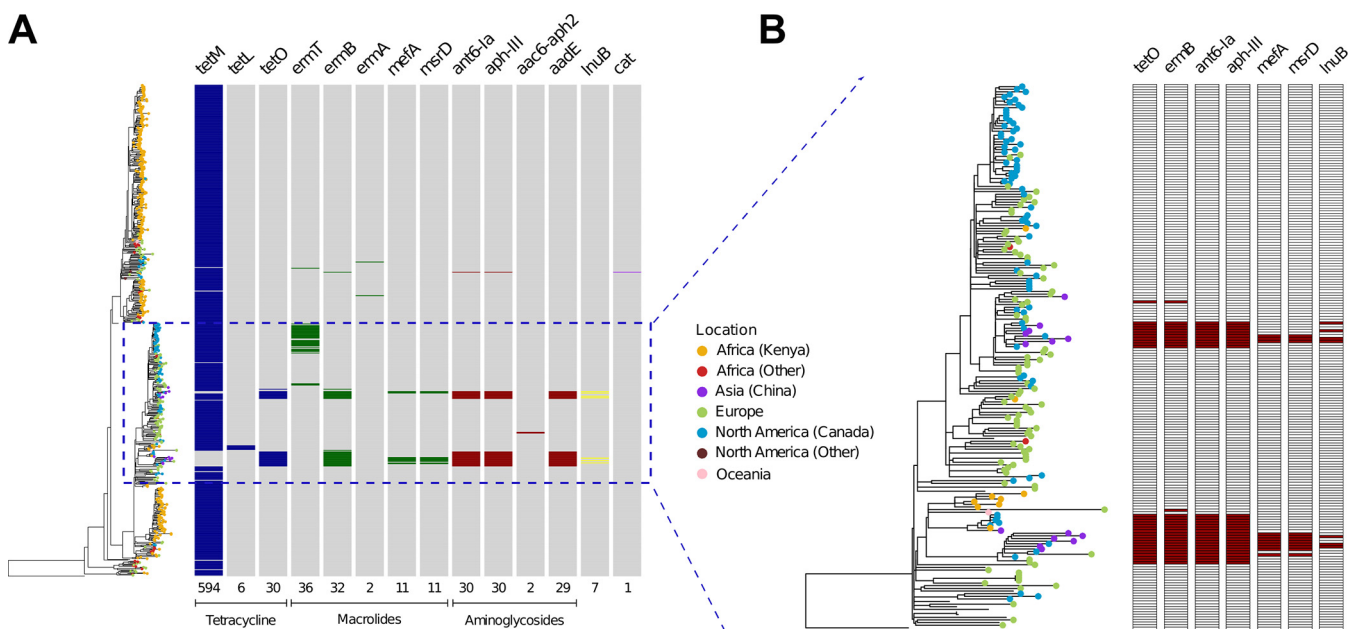 A
tetM tetL tetO ermT ermB ermA mefA msrD ant6-Ia aph-III aac6-aph2 aadE lnuB cat
594 6 30 36 32 2 11 11 30 30 2 29 7 1
Tetracycline Macrolides Aminoglycosides
B
tetO ermB ant6-Ia aph-III mefA msrD lnuB
Location
Africa (Kenya)
Africa (Other)
Asia (China)
Europe
North America (Canada)
North America (Other)
Oceania